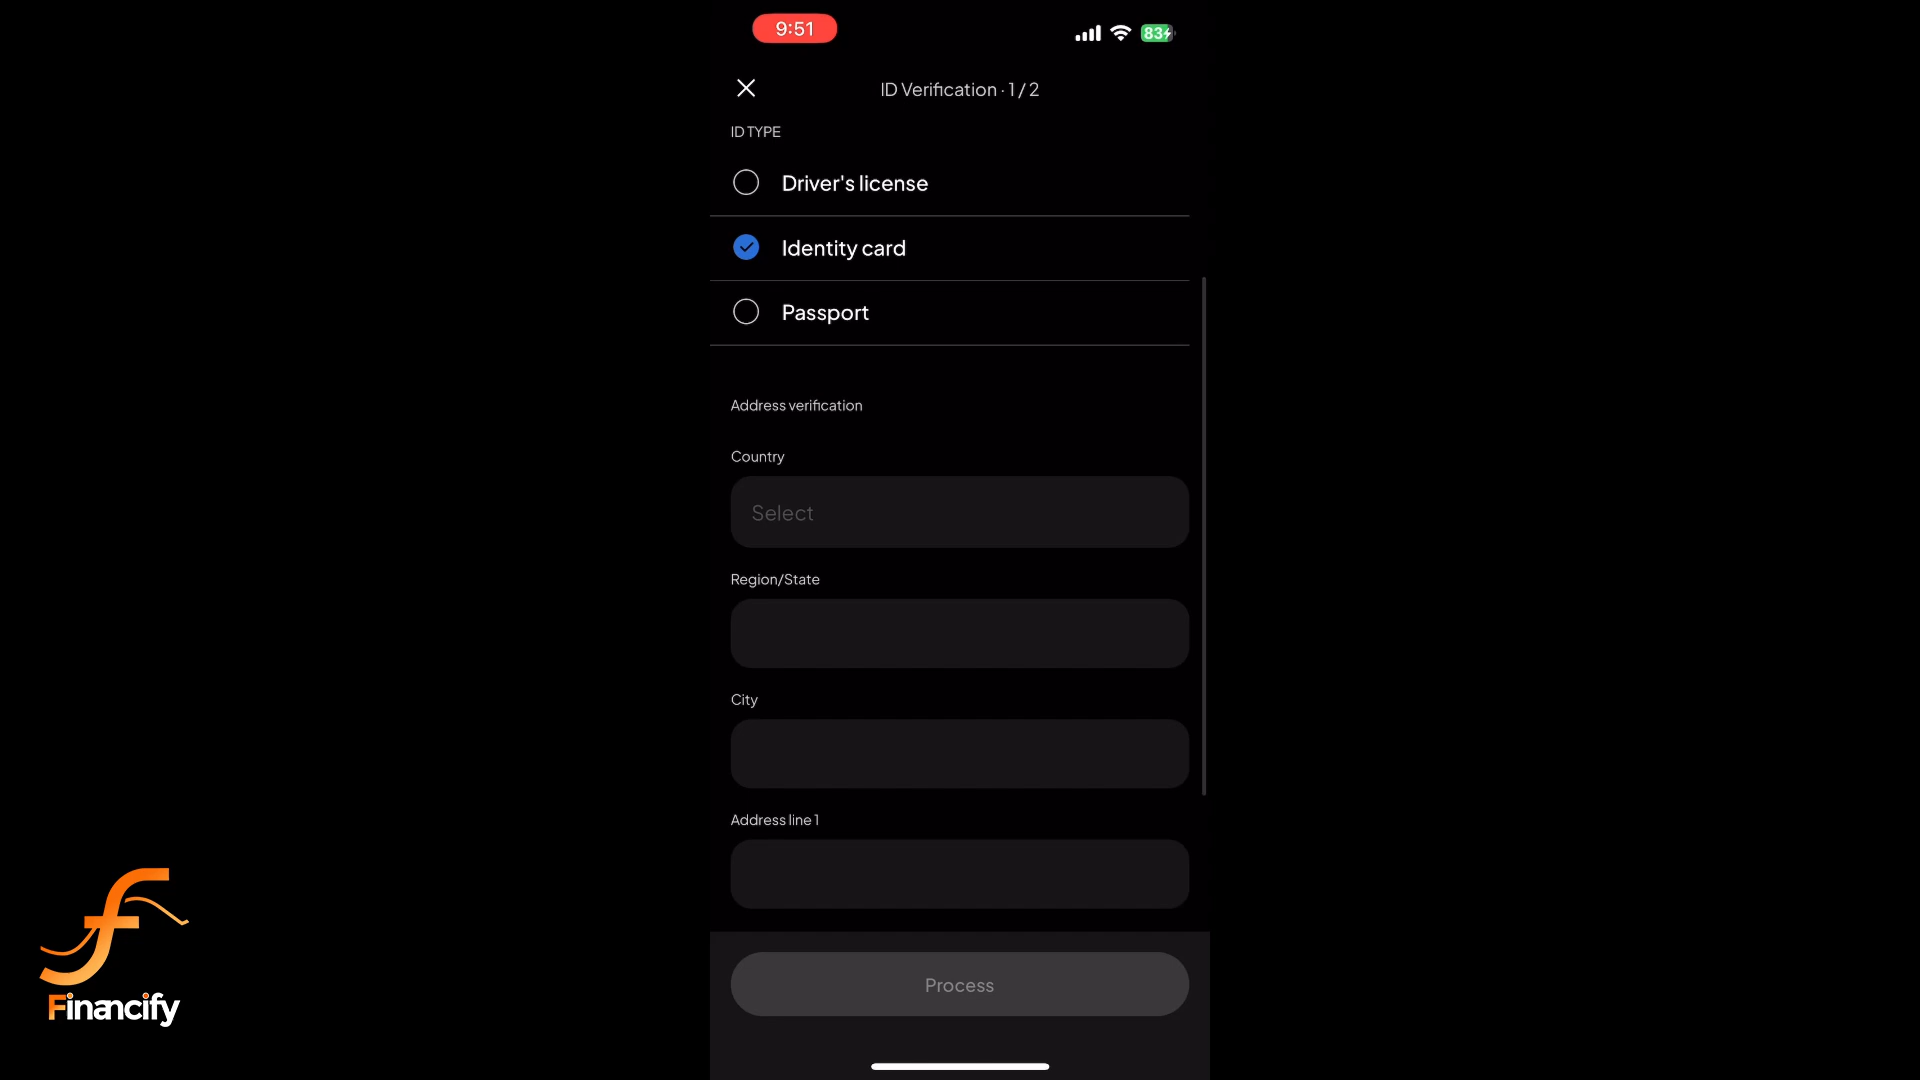 9:51
83
ID Verification · 1 / 2
ID TYPE
Driver's license
Identity card
Passport
Address verification
Country
Select
Region/State
City
Address line 1
Process
Financify